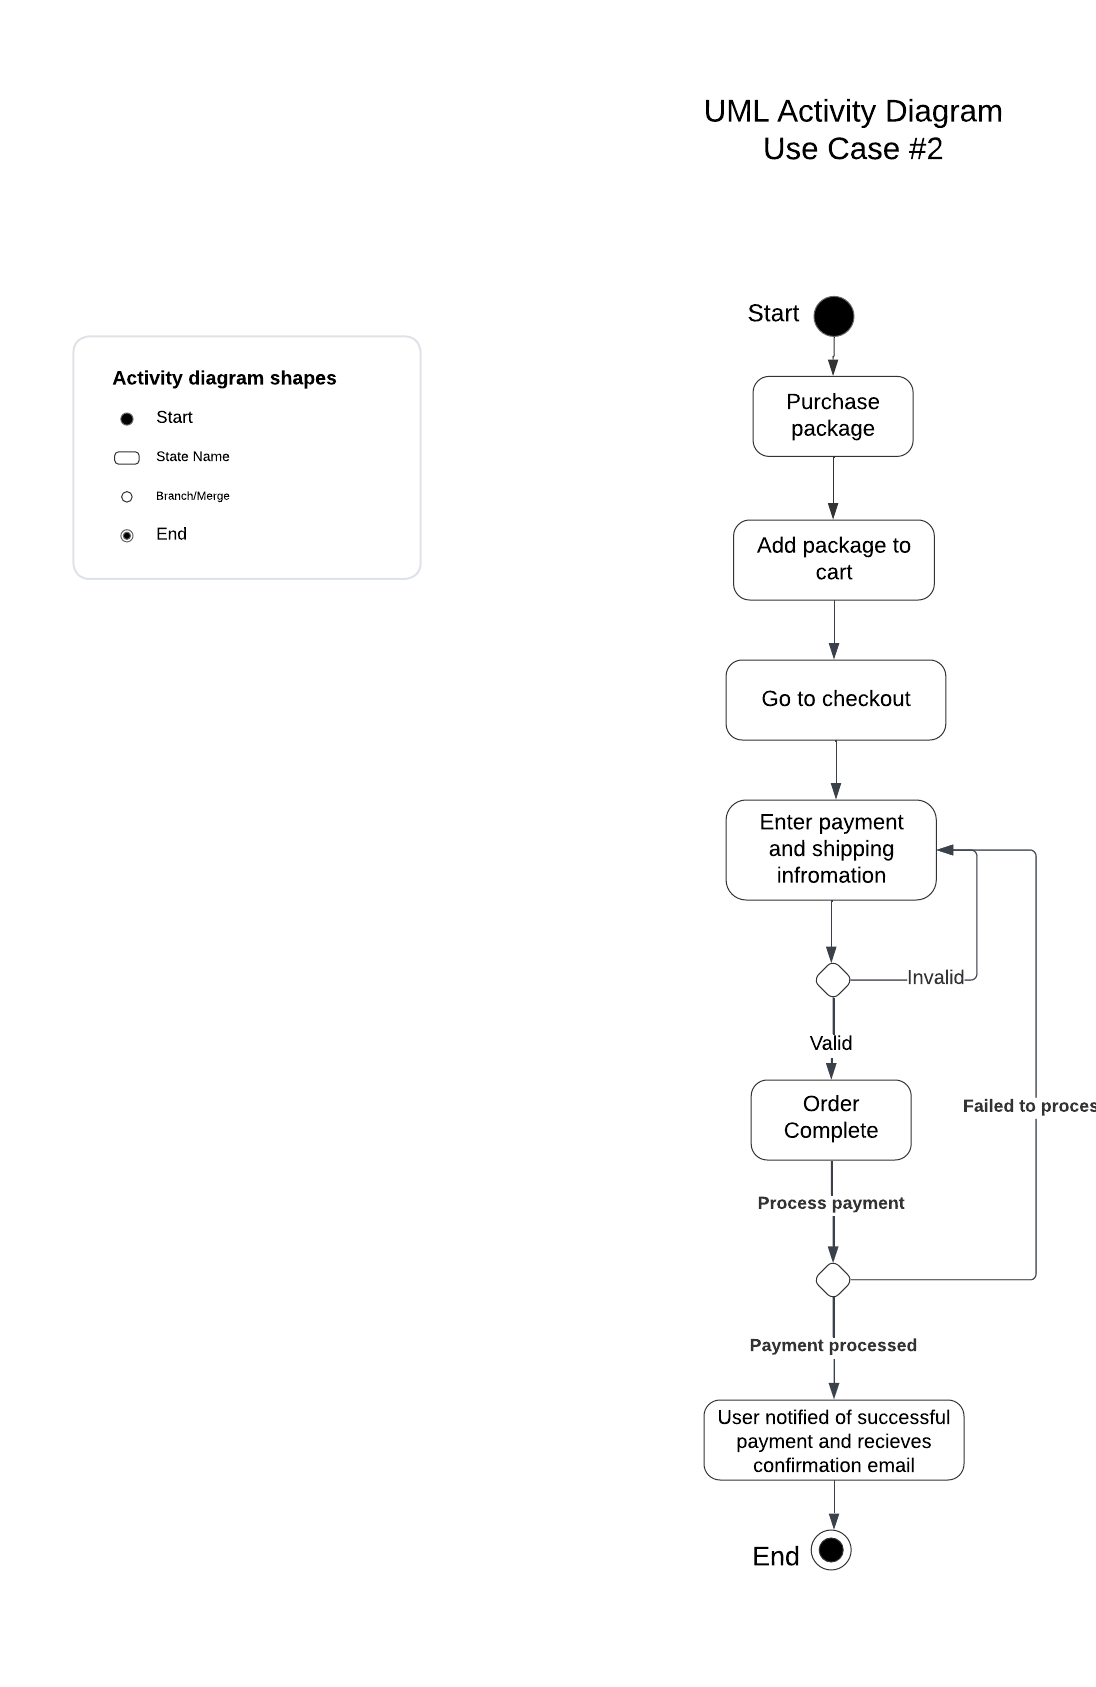 UML Activity Diagram
Use Case #2
Start
Activity diagram shapes
Start
State Name
Branch/Merge
End
Purchase
package
Add package to
cart
Go to checkout
Enter payment
and shipping
infromation
Invalid
Valid
Order
Complete
Failed to proces
Process payment
Payment processed
User notified of successful
payment and recieves
confirmation email
End